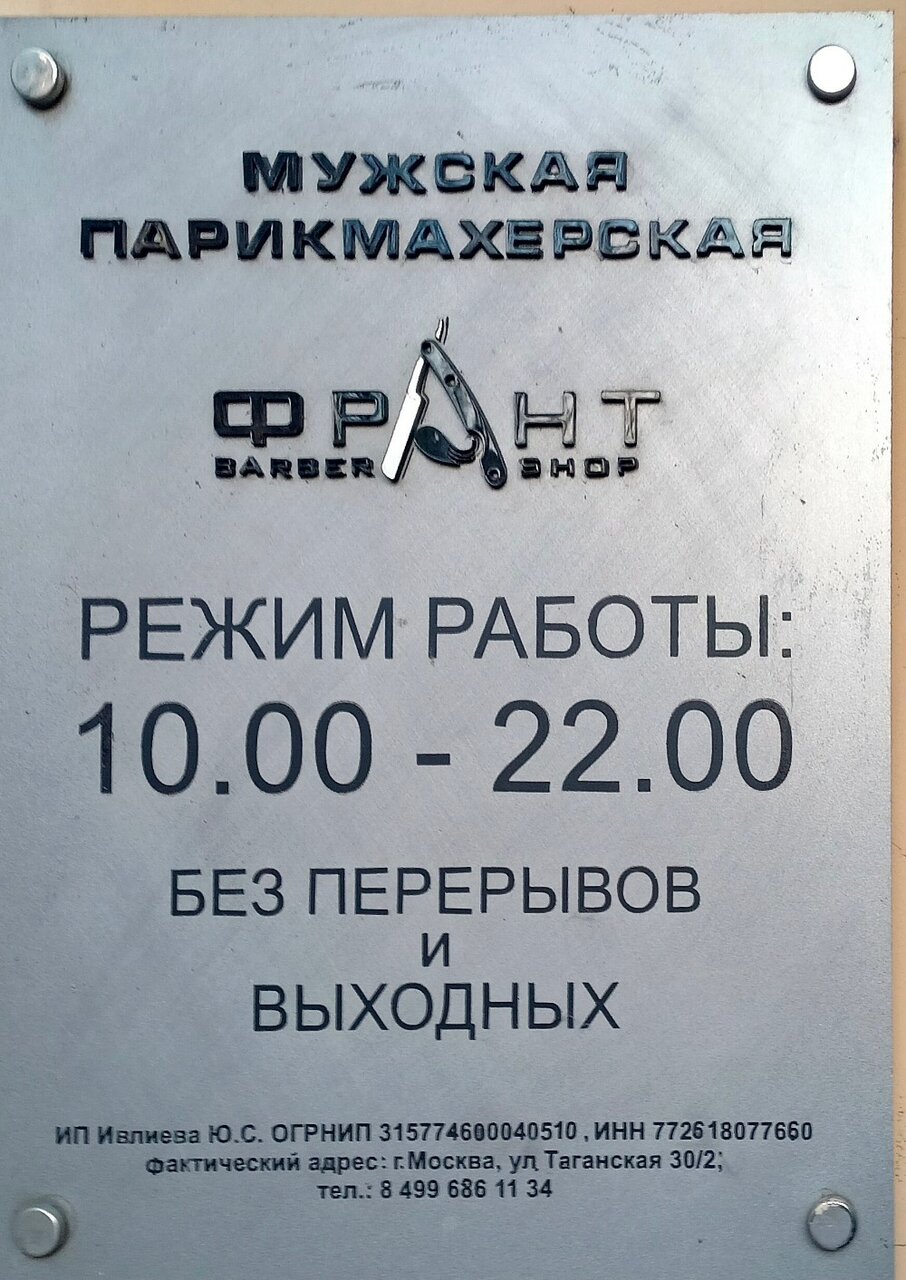 МУЖСКАЯ
ПАРИКМАХЕРСКАЯ
ФРАНТ
BARBER SHOP
РЕЖИМ РАБОТЫ:
10.00 - 22.00
БЕЗ ПЕРЕРЫВОВ
И
ВЫХОДНЫХ
ИП Ивлиева Ю.С. ОГРНИП 315774600040510 , ИНН 772618077660
фактический адрес: г.Москва, ул. Таганская 30/2;
тел.: 8 499 686 11 34